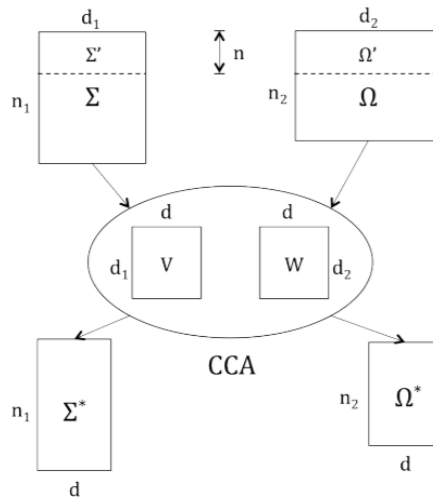 d₁ d₂
Σ′ n Ω′
n₁ Σ n₂ Ω
d d
d₁ V W d₂
CCA
n₁ Σ* n₂ Ω*
d d